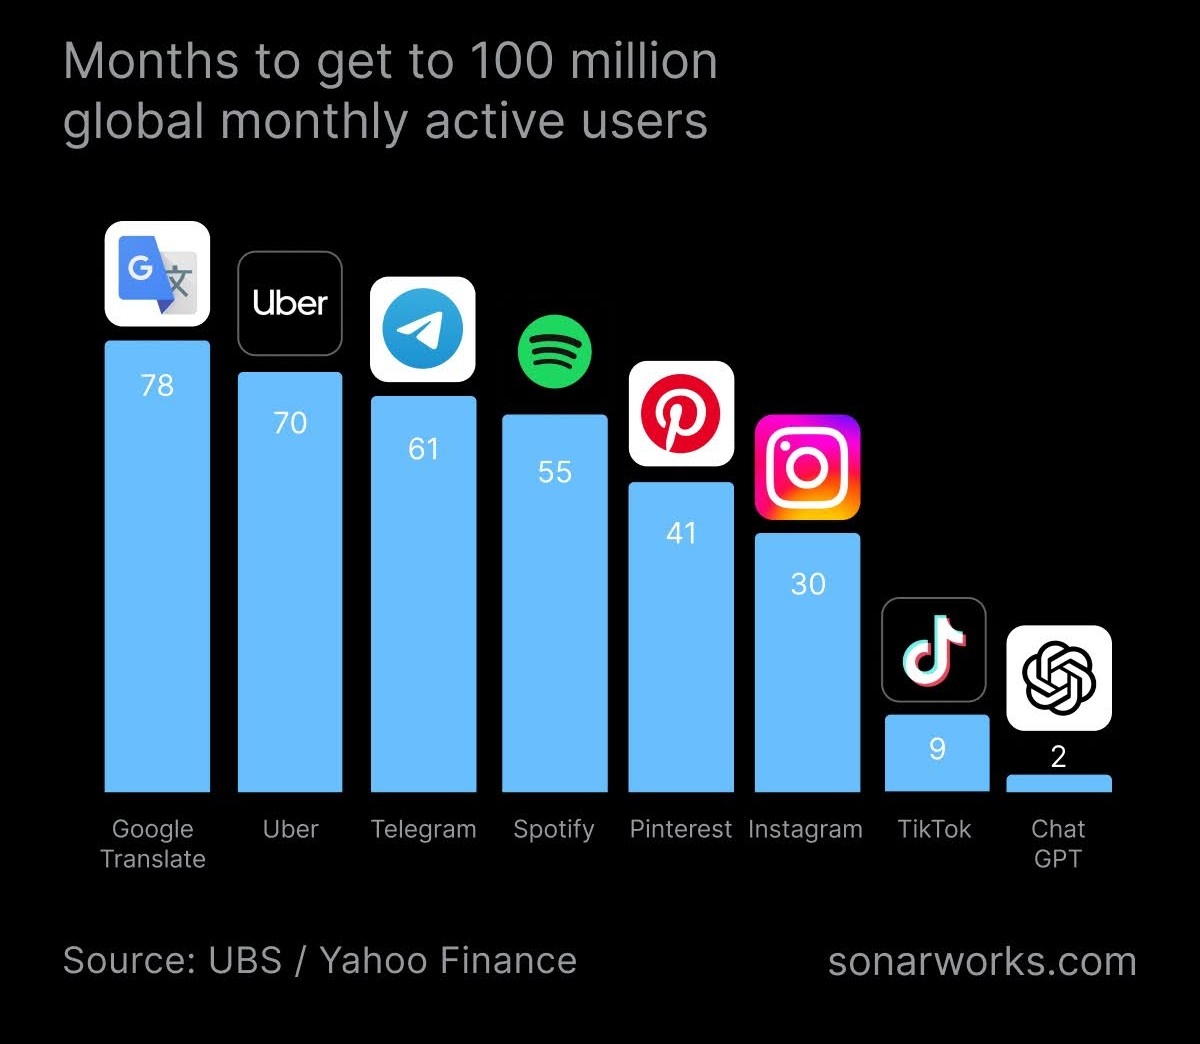 Months to get to 100 million
global monthly active users
G 文
Uber
78
70
61
55
41
30
9
2
Google
Translate
Uber
Telegram
Spotify
Pinterest
Instagram
TikTok
Chat
GPT
Source: UBS / Yahoo Finance
sonarworks.com